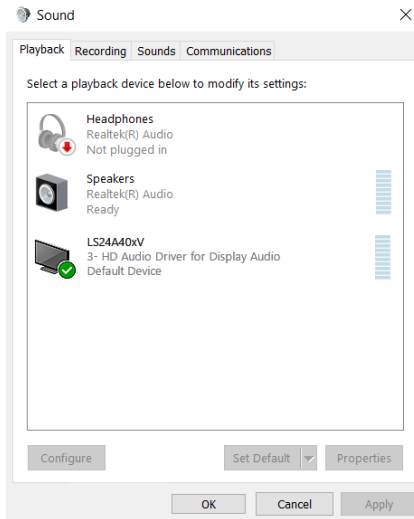 Sound
Playback Recording Sounds Communications
Select a playback device below to modify its settings:
Headphones
Realtek(R) Audio
Not plugged in
Speakers
Realtek(R) Audio
Ready
LS24A40xV
3- HD Audio Driver for Display Audio
Default Device
Configure Set Default Properties
OK Cancel Apply